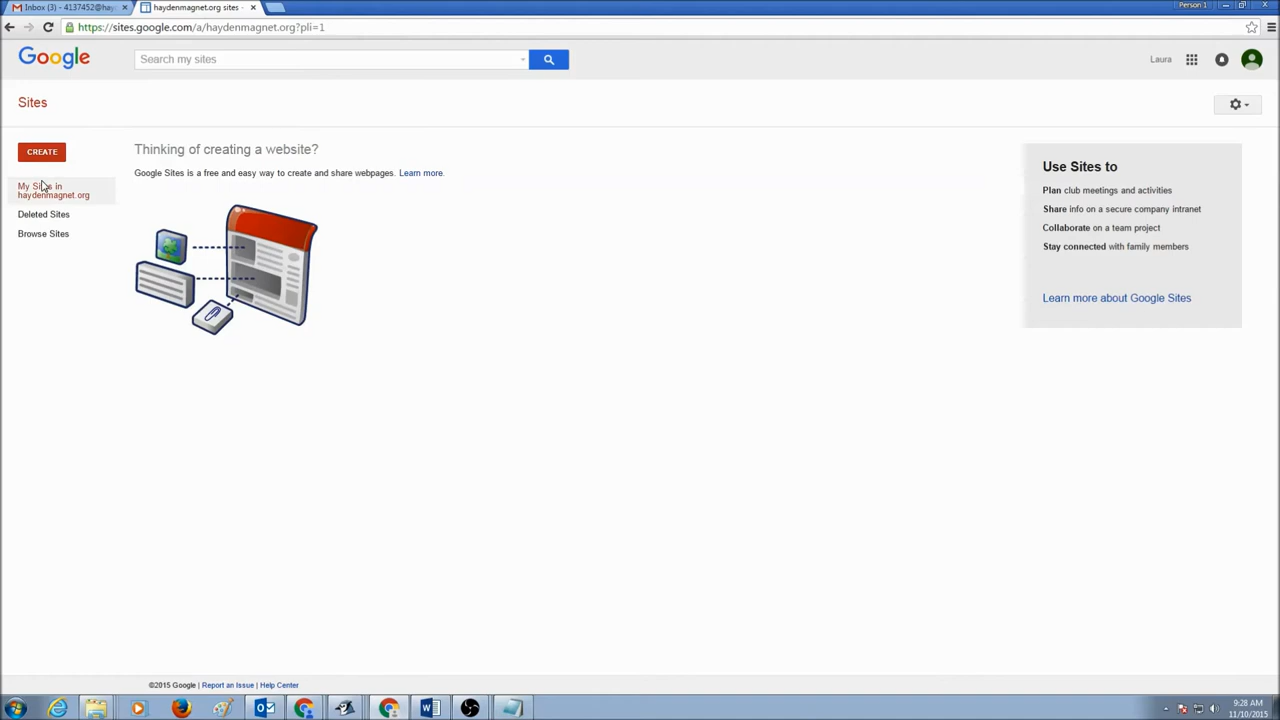 Inbox (3) - 4137452@hay
haydenmagnet.org sites -
Person 1
https://sites.google.com/a/haydenmagnet.org?pli=1
Google
Search my sites
Laura
Sites
CREATE
Thinking of creating a website?
Google Sites is a free and easy way to create and share webpages. Learn more.
My Sites in
haydenmagnet.org
Deleted Sites
Browse Sites
Use Sites to
Plan club meetings and activities
Share info on a secure company intranet
Collaborate on a team project
Stay connected with family members
Learn more about Google Sites
©2015 Google | Report an Issue | Help Center
9:28 AM
11/10/2015